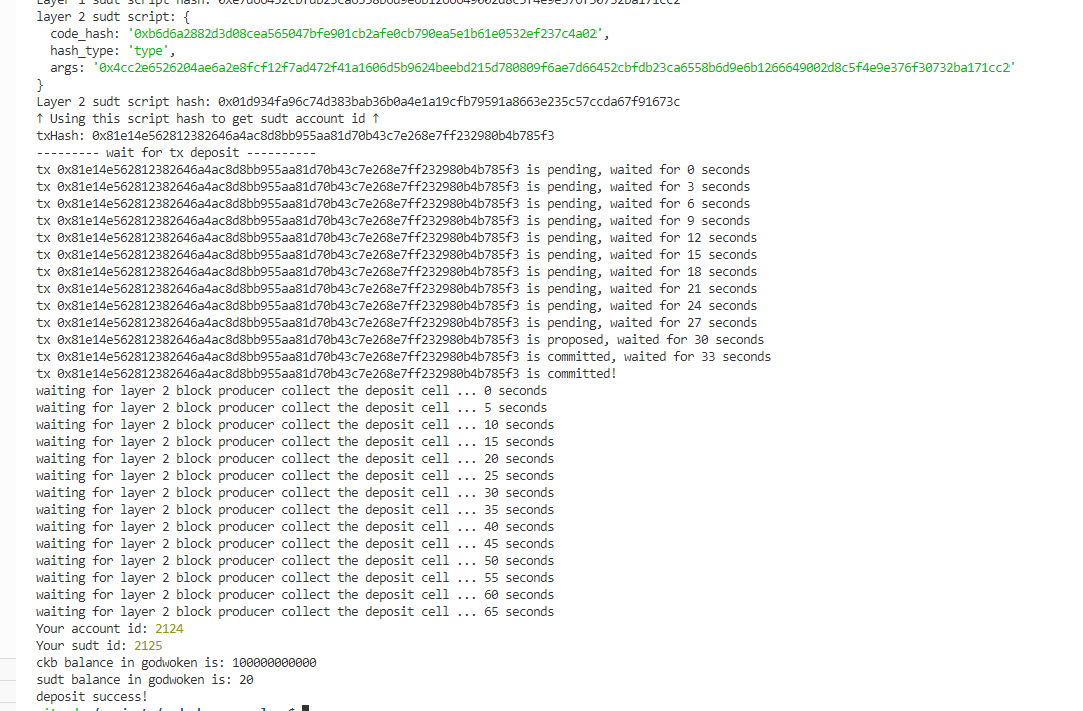 layer 2 sudt script: {
code_hash: '0xb6d6a2882d3d08cea565047bfe901cb2afe0cb790ea5e1b61e0532ef237c4a02',
hash_type: 'type',
args: '0x4cc2e6526204ae6a2e8fcf12f7ad472f41a1606d5b9624beebd215d780809f6ae7d66452cbfdb23ca6558b6d9e6b1266649002d8c5f4e9e376f30732ba171cc2'
}
Layer 2 sudt script hash: 0x01d934fa96c74d383bab36b0a4e1a19cfb79591a8663e235c57ccda67f91673c
↑ Using this script hash to get sudt account id ↑
txHash: 0x81e14e562812382646a4ac8d8bb955aa81d70b43c7e268e7ff232980b4b785f3
--------- wait for tx deposit ----------
tx 0x81e14e562812382646a4ac8d8bb955aa81d70b43c7e268e7ff232980b4b785f3 is pending, waited for 0 seconds
tx 0x81e14e562812382646a4ac8d8bb955aa81d70b43c7e268e7ff232980b4b785f3 is pending, waited for 3 seconds
tx 0x81e14e562812382646a4ac8d8bb955aa81d70b43c7e268e7ff232980b4b785f3 is pending, waited for 6 seconds
tx 0x81e14e562812382646a4ac8d8bb955aa81d70b43c7e268e7ff232980b4b785f3 is pending, waited for 9 seconds
tx 0x81e14e562812382646a4ac8d8bb955aa81d70b43c7e268e7ff232980b4b785f3 is pending, waited for 12 seconds
tx 0x81e14e562812382646a4ac8d8bb955aa81d70b43c7e268e7ff232980b4b785f3 is pending, waited for 15 seconds
tx 0x81e14e562812382646a4ac8d8bb955aa81d70b43c7e268e7ff232980b4b785f3 is pending, waited for 18 seconds
tx 0x81e14e562812382646a4ac8d8bb955aa81d70b43c7e268e7ff232980b4b785f3 is pending, waited for 21 seconds
tx 0x81e14e562812382646a4ac8d8bb955aa81d70b43c7e268e7ff232980b4b785f3 is pending, waited for 24 seconds
tx 0x81e14e562812382646a4ac8d8bb955aa81d70b43c7e268e7ff232980b4b785f3 is pending, waited for 27 seconds
tx 0x81e14e562812382646a4ac8d8bb955aa81d70b43c7e268e7ff232980b4b785f3 is proposed, waited for 30 seconds
tx 0x81e14e562812382646a4ac8d8bb955aa81d70b43c7e268e7ff232980b4b785f3 is committed, waited for 33 seconds
tx 0x81e14e562812382646a4ac8d8bb955aa81d70b43c7e268e7ff232980b4b785f3 is committed!
waiting for layer 2 block producer collect the deposit cell ... 0 seconds
waiting for layer 2 block producer collect the deposit cell ... 5 seconds
waiting for layer 2 block producer collect the deposit cell ... 10 seconds
waiting for layer 2 block producer collect the deposit cell ... 15 seconds
waiting for layer 2 block producer collect the deposit cell ... 20 seconds
waiting for layer 2 block producer collect the deposit cell ... 25 seconds
waiting for layer 2 block producer collect the deposit cell ... 30 seconds
waiting for layer 2 block producer collect the deposit cell ... 35 seconds
waiting for layer 2 block producer collect the deposit cell ... 40 seconds
waiting for layer 2 block producer collect the deposit cell ... 45 seconds
waiting for layer 2 block producer collect the deposit cell ... 50 seconds
waiting for layer 2 block producer collect the deposit cell ... 55 seconds
waiting for layer 2 block producer collect the deposit cell ... 60 seconds
waiting for layer 2 block producer collect the deposit cell ... 65 seconds
Your account id: 2124
Your sudt id: 2125
ckb balance in godwoken is: 100000000000
sudt balance in godwoken is: 20
deposit success!